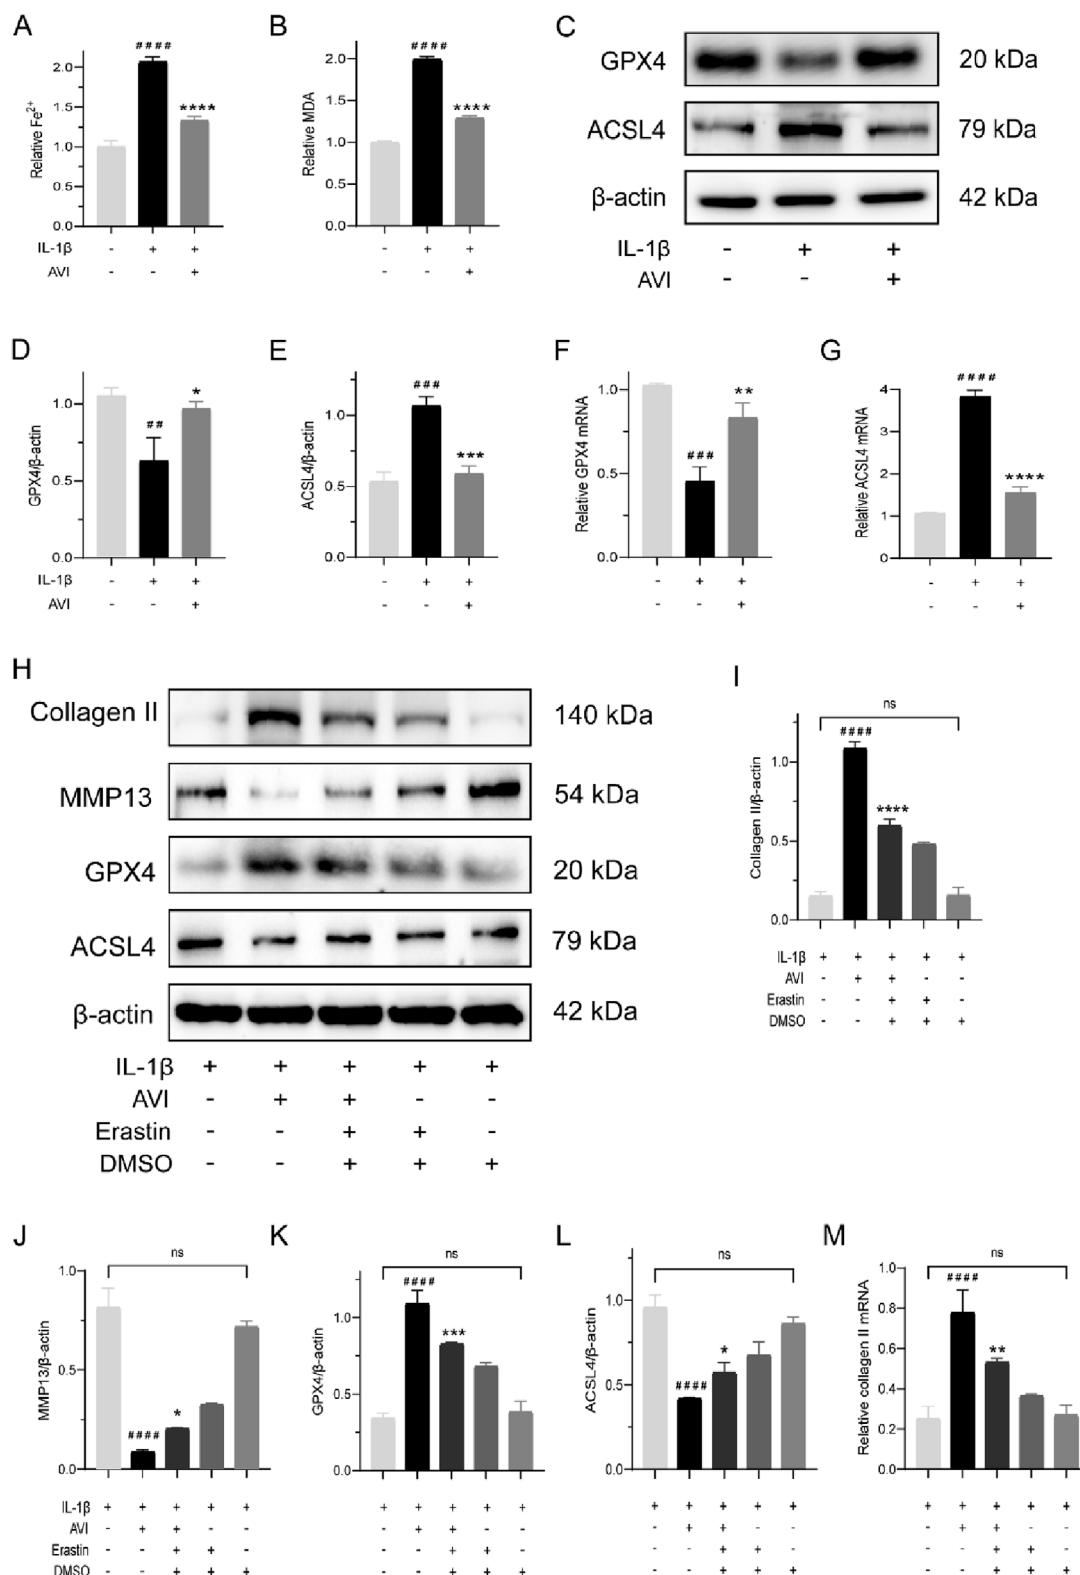 A
Relative Fe2+
####
****
2.0
1.5
1.0
0.5
0.0
IL-1β - + +
AVI - - +
B
Relative MDA
####
****
2.0
1.5
1.0
0.5
0.0
- + +
- - +
C
GPX4 20 kDa
ACSL4 79 kDa
β-actin 42 kDa
IL-1β - + +
AVI - - +
D
GPX4/β-actin
##
*
1.0
0.5
0.0
IL-1β - + +
AVI - - +
E
ACSL4/β-actin
###
***
1.0
0.5
0.0
- + +
- - +
F
Relative GPX4 mRNA
###
**
1.0
0.5
0.0
- + +
- - +
G
Relative ACSL4 mRNA
####
****
4
3
2
1
0
- + +
- - +
H
Collagen II 140 kDa
MMP13 54 kDa
GPX4 20 kDa
ACSL4 79 kDa
β-actin 42 kDa
IL-1β + + + + +
AVI - + + - -
Erastin - - + + -
DMSO - - + + +
I
ns
Collagen II/β-actin
####
****
1.0
0.5
0.0
IL-1β + + + + +
AVI - + + - -
Erastin - - + + -
DMSO - - + + +
J
ns
MMP13/β-actin
####
*
1.0
0.5
0.0
IL-1β + + + + +
AVI - + + - -
Erastin - - + + -
DMSO - - + + +
K
ns
GPX4/β-actin
####
***
1.0
0.5
0.0
+ + + + +
- + + - -
- - + + -
- - + + +
L
ns
ACSL4/β-actin
####
*
1.0
0.5
0.0
+ + + + +
- + + - -
- - + + -
- - + + +
M
ns
Relative collagen II mRNA
####
**
1.0
0.8
0.6
0.4
0.2
0.0
+ + + + +
- + + - -
- - + + -
- - + + +